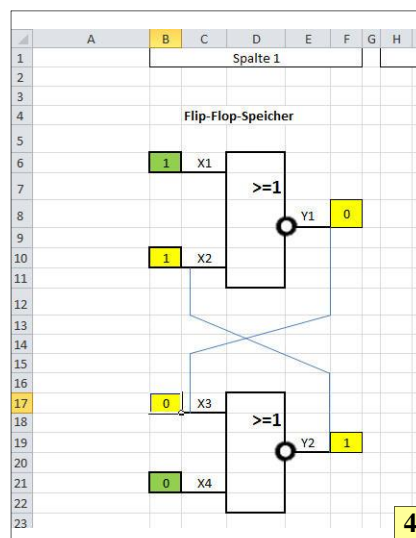 A B C D E F G H
1 Spalte 1
2
3
4 Flip-Flop-Speicher
5
6 1 X1
7 >=1
8 Y1 0
9
10 1 X2
11
12
13
14
15
16
17 0 X3
18 >=1
19 Y2 1
20
21 0 X4
22
23
4